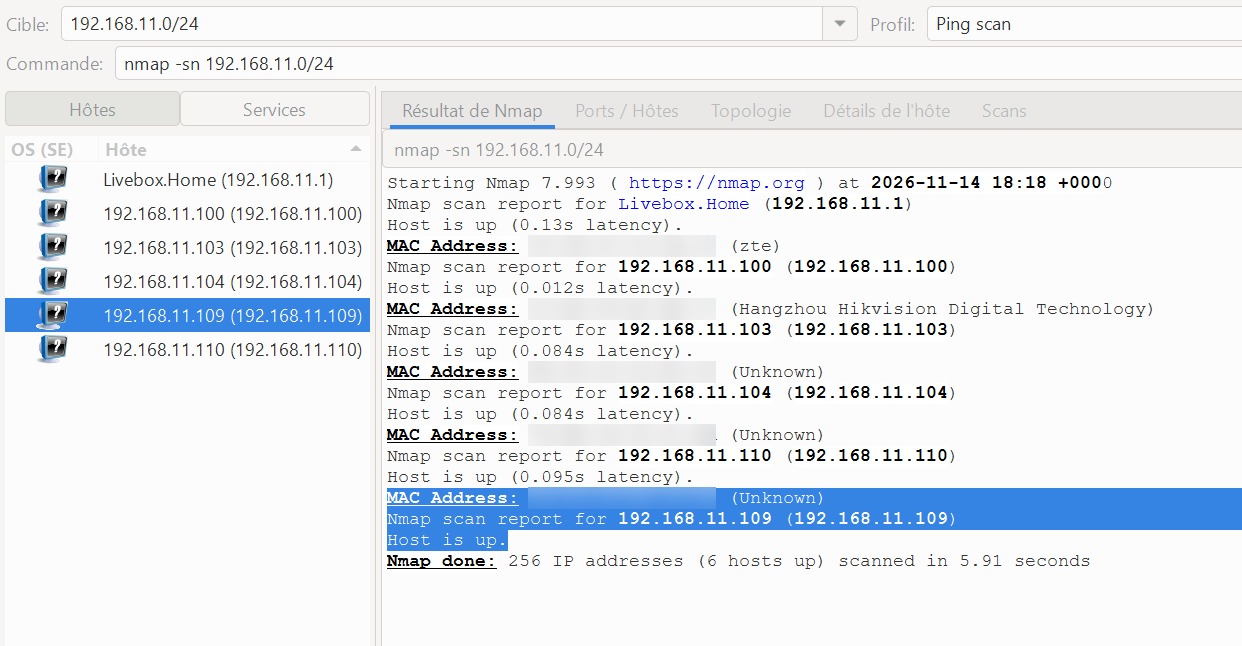 Cible: 192.168.11.0/24 Profil: Ping scan
Commande: nmap -sn 192.168.11.0/24
Hôtes Services
OS (SE) Hôte
Livebox.Home (192.168.11.1)
192.168.11.100 (192.168.11.100)
192.168.11.103 (192.168.11.103)
192.168.11.104 (192.168.11.104)
192.168.11.109 (192.168.11.109)
192.168.11.110 (192.168.11.110)
Résultat de Nmap Ports / Hôtes Topologie Détails de l'hôte Scans
nmap -sn 192.168.11.0/24
Starting Nmap 7.993 ( https://nmap.org ) at 2026-11-14 18:18 +0000
Nmap scan report for Livebox.Home (192.168.11.1)
Host is up (0.13s latency).
MAC Address: (zte)
Nmap scan report for 192.168.11.100 (192.168.11.100)
Host is up (0.012s latency).
MAC Address: (Hangzhou Hikvision Digital Technology)
Nmap scan report for 192.168.11.103 (192.168.11.103)
Host is up (0.084s latency).
MAC Address: (Unknown)
Nmap scan report for 192.168.11.104 (192.168.11.104)
Host is up (0.084s latency).
MAC Address: (Unknown)
Nmap scan report for 192.168.11.110 (192.168.11.110)
Host is up (0.095s latency).
MAC Address: (Unknown)
Nmap scan report for 192.168.11.109 (192.168.11.109)
Host is up.
Nmap done: 256 IP addresses (6 hosts up) scanned in 5.91 seconds